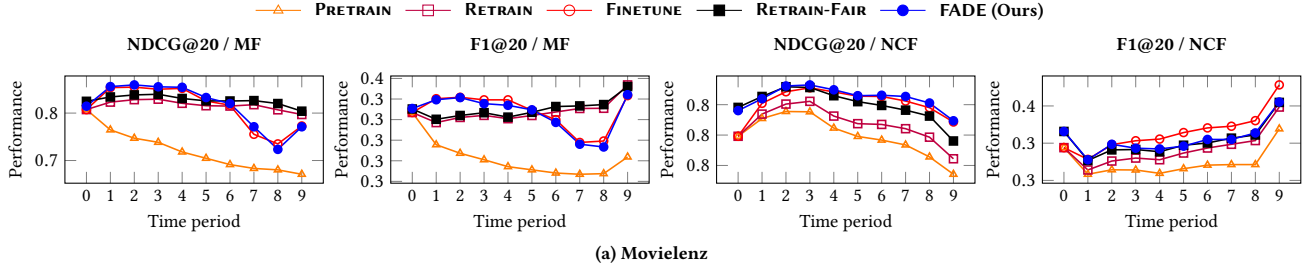 PRETRAIN RETRAIN FINETUNE RETRAIN-FAIR FADE (Ours)
NDCG@20 / MF F1@20 / MF NDCG@20 / NCF F1@20 / NCF
Performance 0.8 0.7
Performance 0.4 0.3 0.3 0.3 0.3 0.3
Performance 0.8 0.8 0.8
Performance 0.4 0.3 0.3
0 1 2 3 4 5 6 7 8 9 0 1 2 3 4 5 6 7 8 9 0 1 2 3 4 5 6 7 8 9 0 1 2 3 4 5 6 7 8 9
Time period Time period Time period Time period
(a) Movielenz